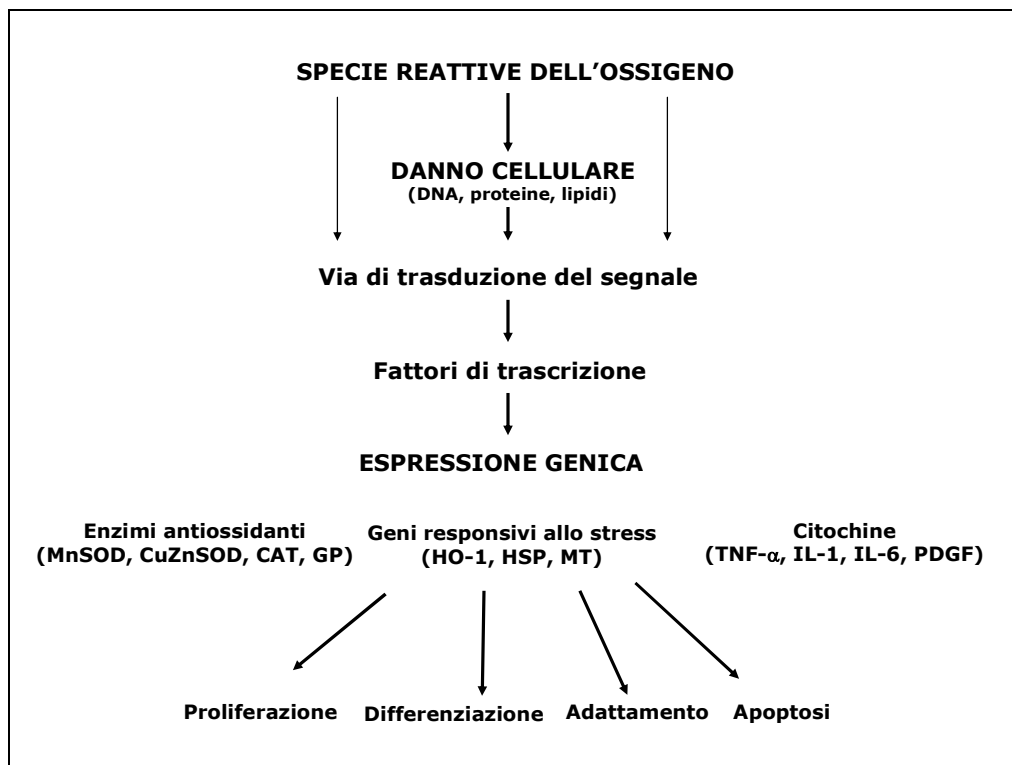 SPECIE REATTIVE DELL’OSSIGENO
DANNO CELLULARE
(DNA, proteine, lipidi)
Via di trasduzione del segnale
Fattori di trascrizione
ESPRESSIONE GENICA
Enzimi antiossidanti
(MnSOD, CuZnSOD, CAT, GP)
Geni responsivi allo stress
(HO-1, HSP, MT)
Citochine
(TNF-α, IL-1, IL-6, PDGF)
Proliferazione
Differenziazione
Adattamento
Apoptosi